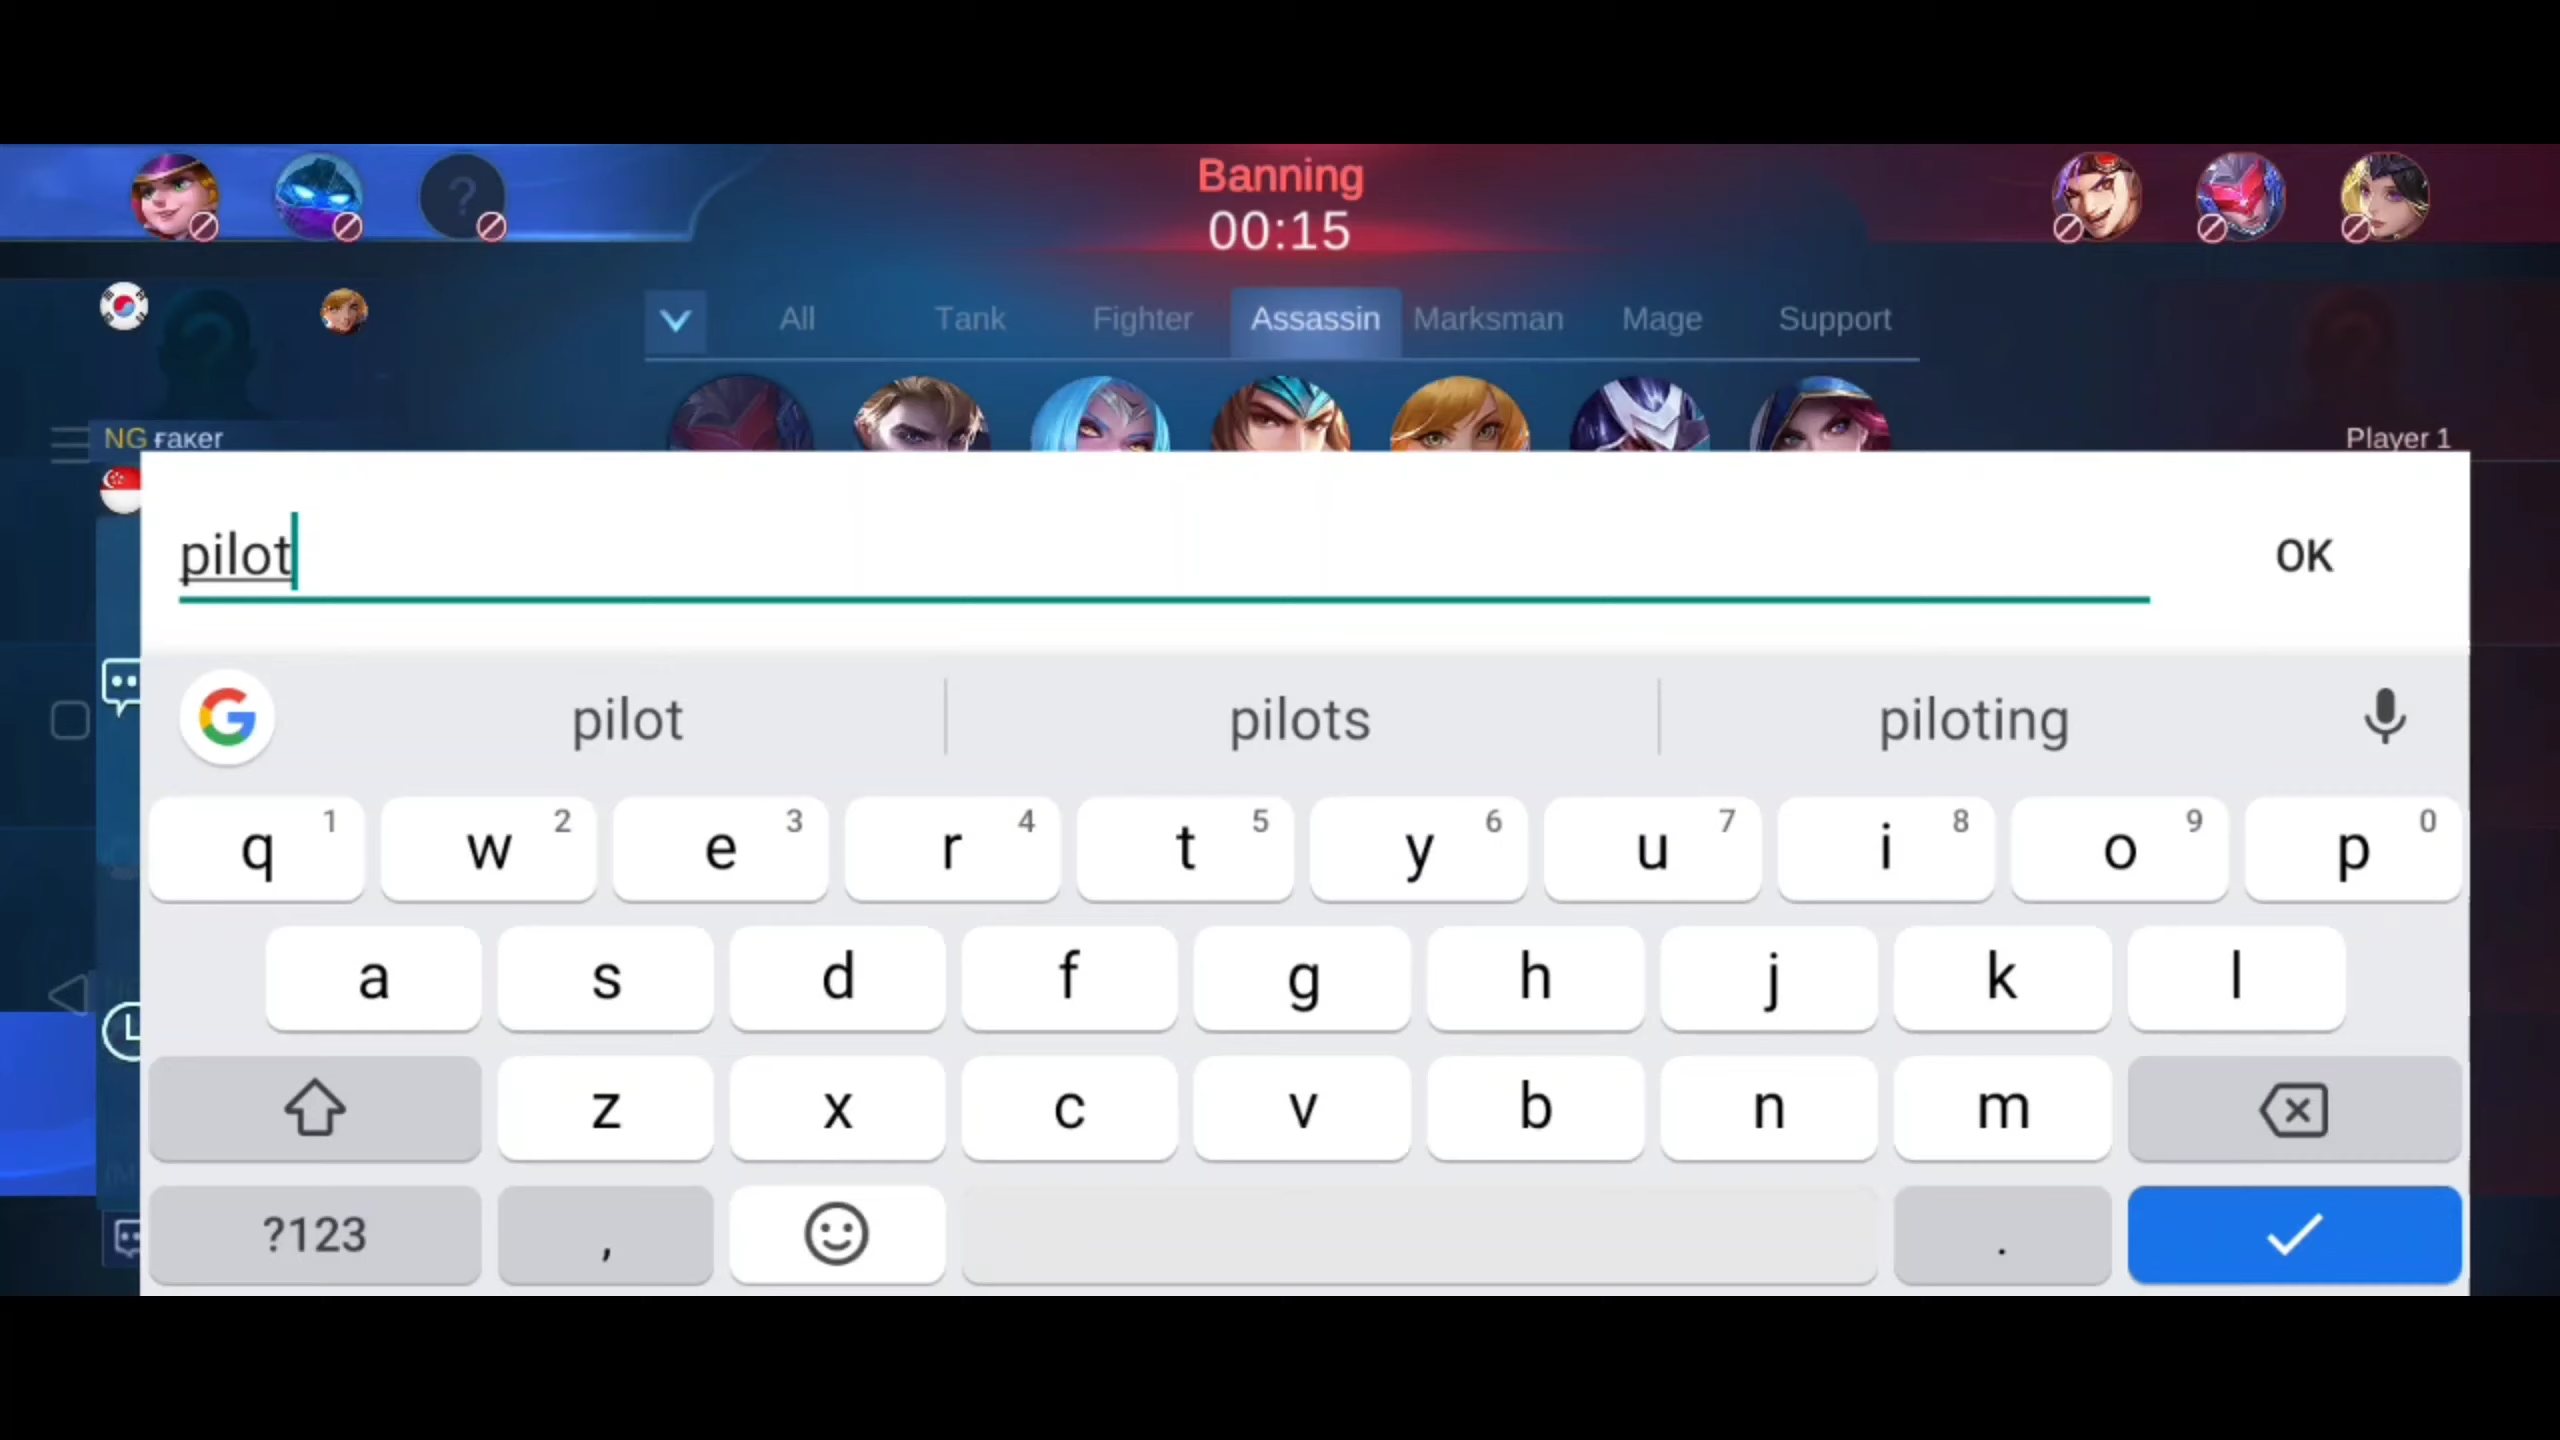 Banning
00:15
All Tank Fighter Assassin Marksman Mage Support
NG ꜰaĸer
Player 1
pilot
OK
pilot pilots piloting
q 1 w 2 e 3 r 4 t 5 y 6 u 7 i 8 o 9 p 0
a s d f g h j k l
z x c v b n m
?123 , .